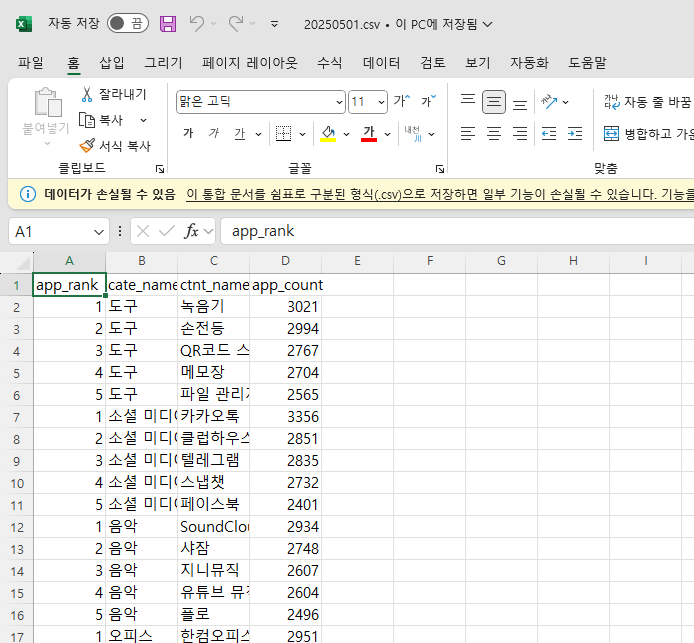 자동 저장 끔 20250501.csv • 이 PC에 저장됨
파일 홈 삽입 그리기 페이지 레이아웃 수식 데이터 검토 보기 자동화 도움말
붙여넣기
잘라내기
복사
서식 복사
클립보드
맑은 고딕 11 가 가
가 가 가 가 내천
글꼴
가나 자동 줄 바꿈
병합하고 가운
맞춤
데이터가 손실될 수 있음 이 통합 문서를 쉼표로 구분된 형식(.csv)으로 저장하면 일부 기능이 손실될 수 있습니다. 기능을
A1 fx app_rank
A B C D E F G H I
1 app_rank cate_name ctnt_name app_count
2 1 도구 녹음기 3021
3 2 도구 손전등 2994
4 3 도구 QR코드 스 2767
5 4 도구 메모장 2704
6 5 도구 파일 관리 2565
7 1 소셜 미디 카카오톡 3356
8 2 소셜 미디 클럽하우스 2851
9 3 소셜 미디 텔레그램 2835
10 4 소셜 미디 스냅챗 2732
11 5 소셜 미디 페이스북 2401
12 1 음악 SoundClou 2934
13 2 음악 샤잠 2748
14 3 음악 지니뮤직 2607
15 4 음악 유튜브 뮤 2604
16 5 음악 플로 2496
17 1 오피스 한컴오피스 2951